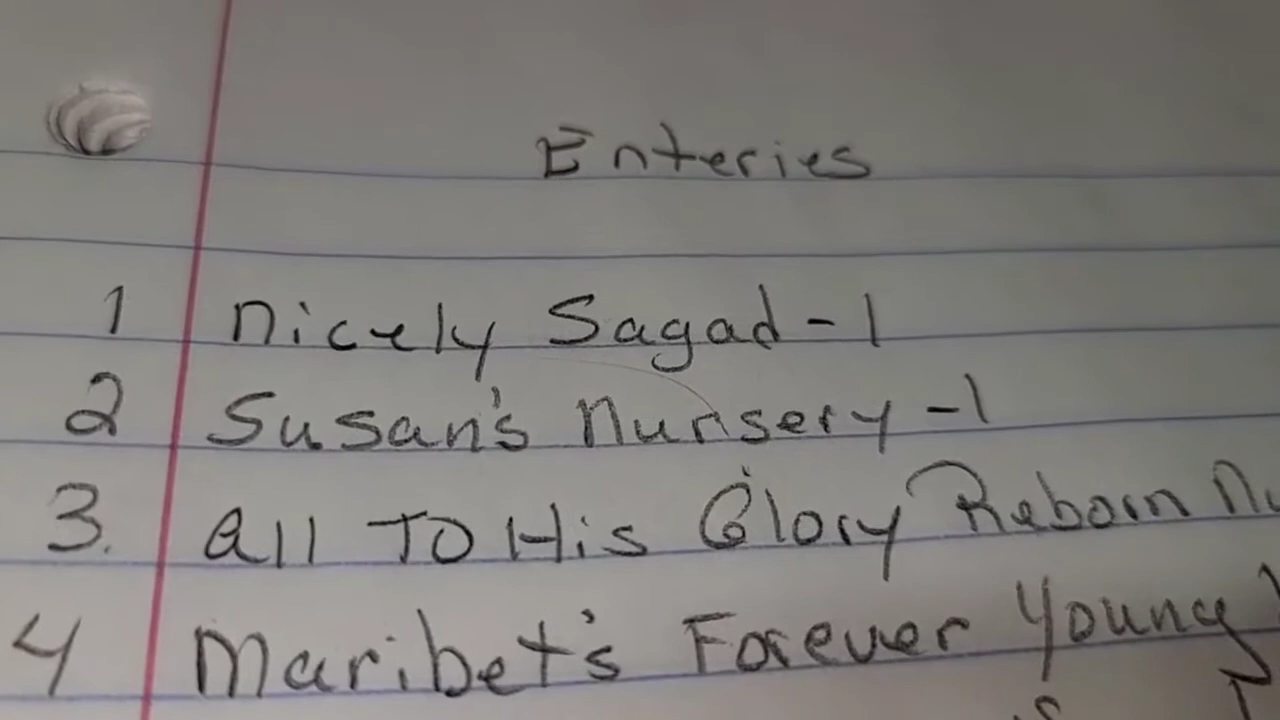 Enteries
1 Nicely Sagad-1
2 Susan's Nursery-1
3. All To His Glory Reborn Nu
4 Maribet's Forever Young